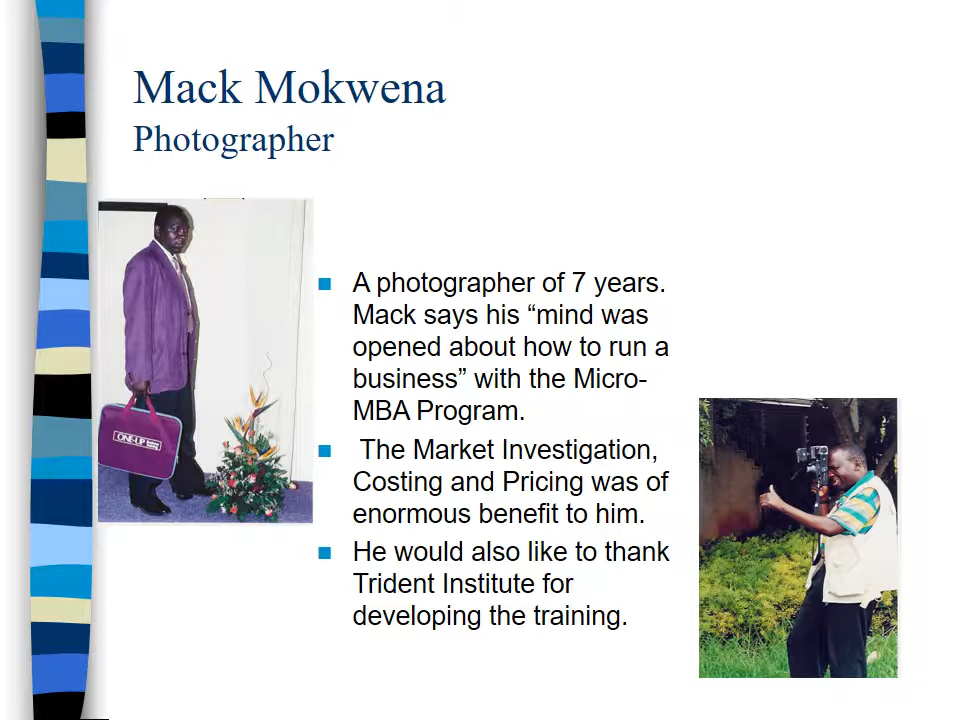 Mack Mokwena
Photographer
A photographer of 7 years.
Mack says his “mind was
opened about how to run a
business” with the Micro-
MBA Program.
The Market Investigation,
Costing and Pricing was of
enormous benefit to him.
He would also like to thank
Trident Institute for
developing the training.
ONE-UP